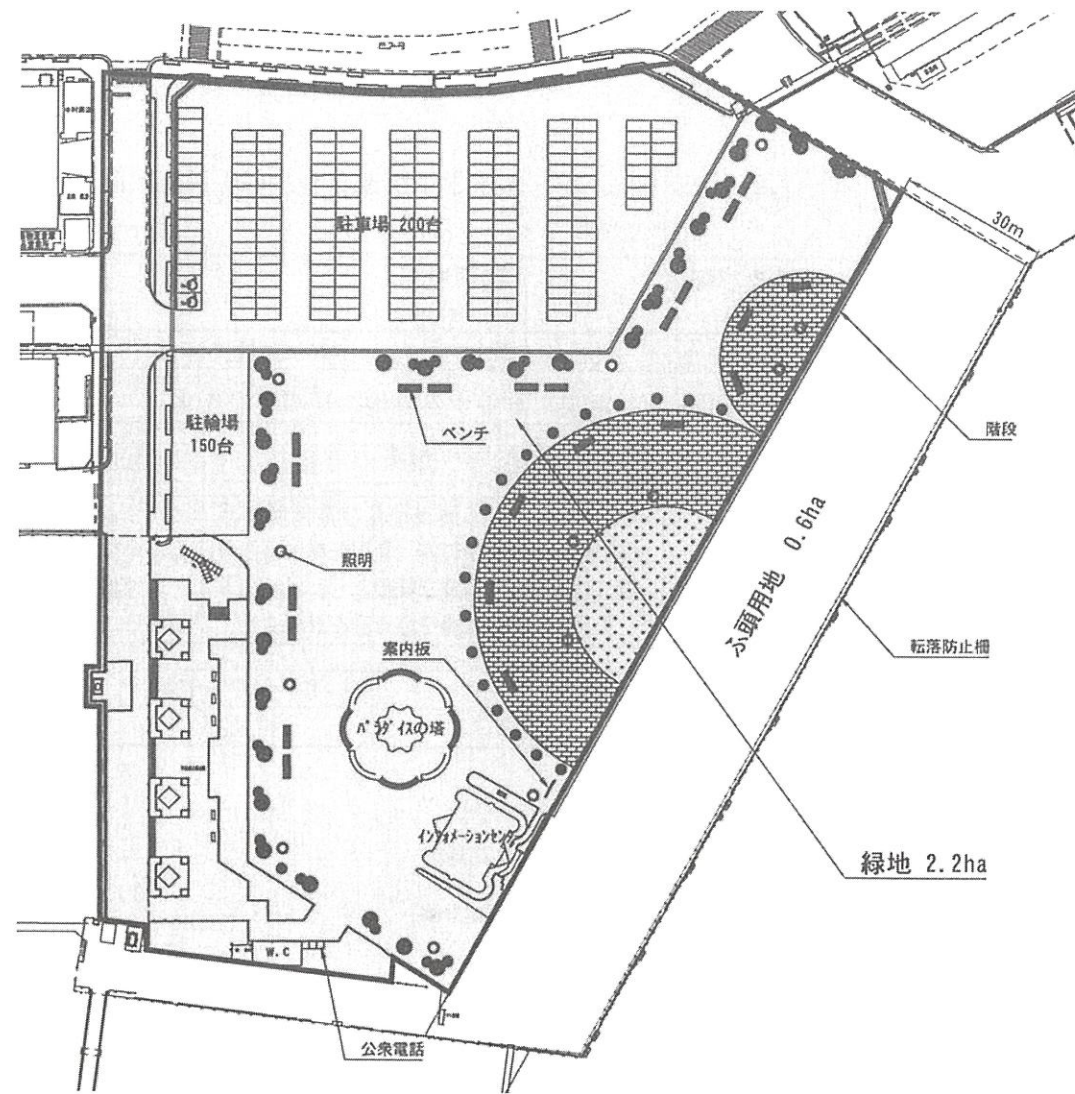 駐車場 200台
30m
駐輪場
150台
ベンチ
階段
照明
ふ頭用地 0.6ha
案内板
転落防止柵
パラダイスの塔
インフォメーションセンター
緑地 2.2ha
W.C
公衆電話